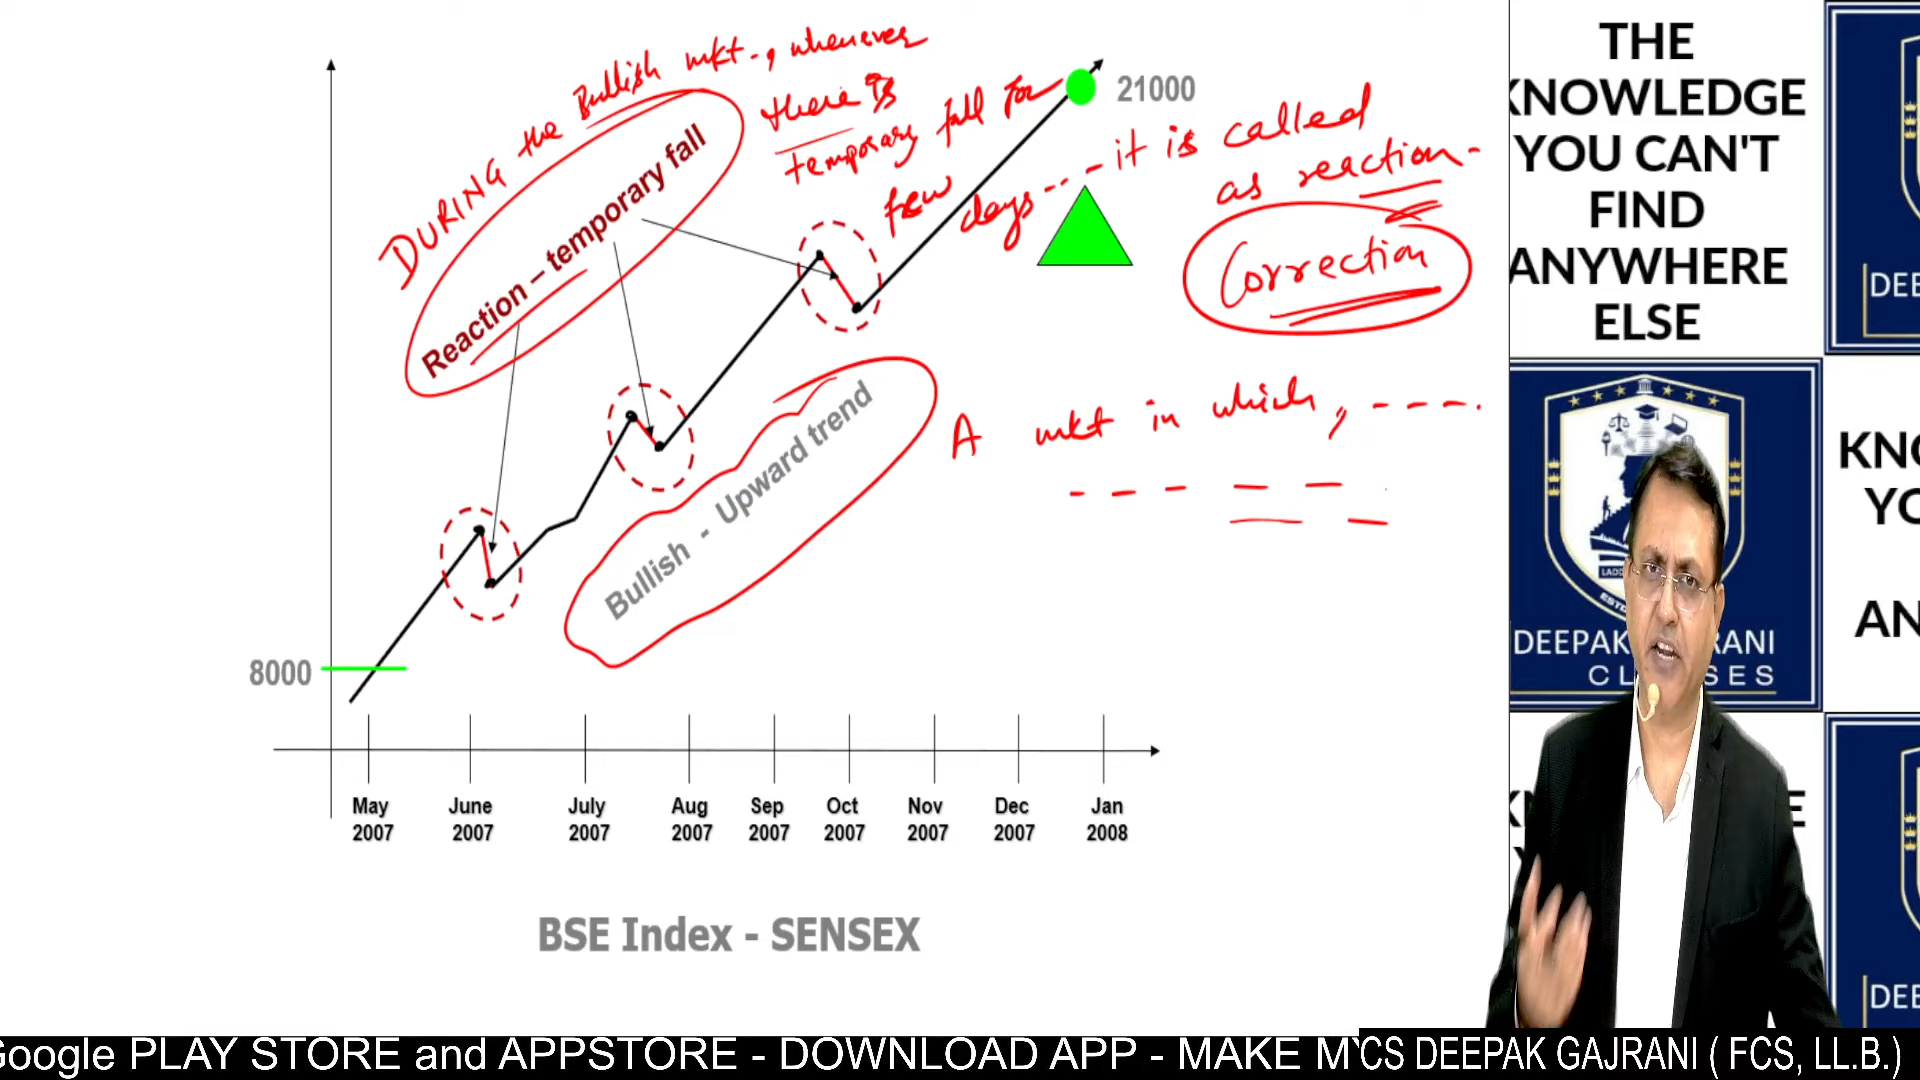 DURING the Bullish mkt., whenever
there is
temporary fall for
few days --- it is called
as reaction.
Correction
Reaction – temporary fall
21000
Bullish - Upward trend
A mkt in which, ----
8000
May 2007
June 2007
July 2007
Aug 2007
Sep 2007
Oct 2007
Nov 2007
Dec 2007
Jan 2008
BSE Index - SENSEX
THE
KNOWLEDGE
YOU CAN'T
FIND
ANYWHERE
ELSE
DEEPAK
CL SSES
Google PLAY STORE and APPSTORE - DOWNLOAD APP - MAKE M
CS DEEPAK GAJRANI ( FCS, LL.B.)